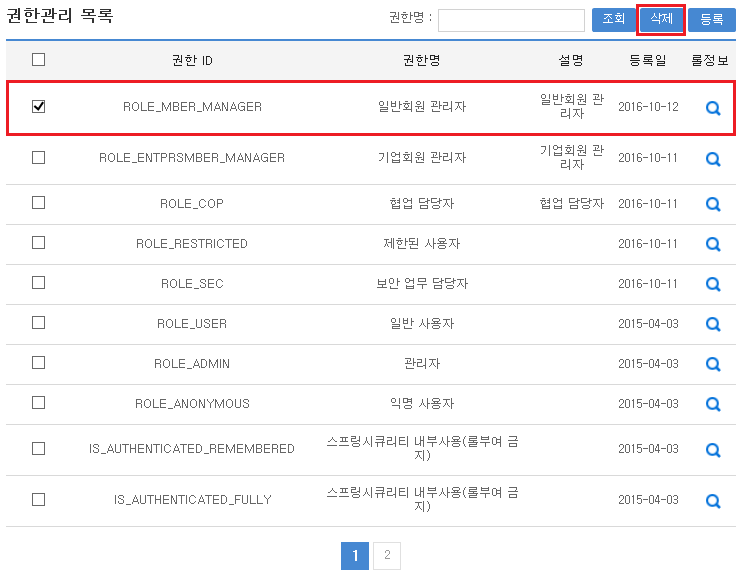 권한관리 목록
권한명 : 조회 삭제 등록
권한 ID 권한명 설명 등록일 롤정보
ROLE_MBER_MANAGER 일반회원 관리자 일반회원 관 2016-10-12
리자
ROLE_ENTPRSMBER_MANAGER 기업회원 관리자 기업회원 관 2016-10-11
리자
ROLE_COP 협업 담당자 협업 담당자 2016-10-11
ROLE_RESTRICTED 제한된 사용자 2016-10-11
ROLE_SEC 보안 업무 담당자 2016-10-11
ROLE_USER 일반 사용자 2015-04-03
ROLE_ADMIN 관리자 2015-04-03
ROLE_ANONYMOUS 익명 사용자 2015-04-03
IS_AUTHENTICATED_REMEMBERED 스프링시큐리티 내부사용(롤부여 금 2015-04-03
지)
IS_AUTHENTICATED_FULLY 스프링시큐리티 내부사용(롤부여 금 2015-04-03
지)
1 2